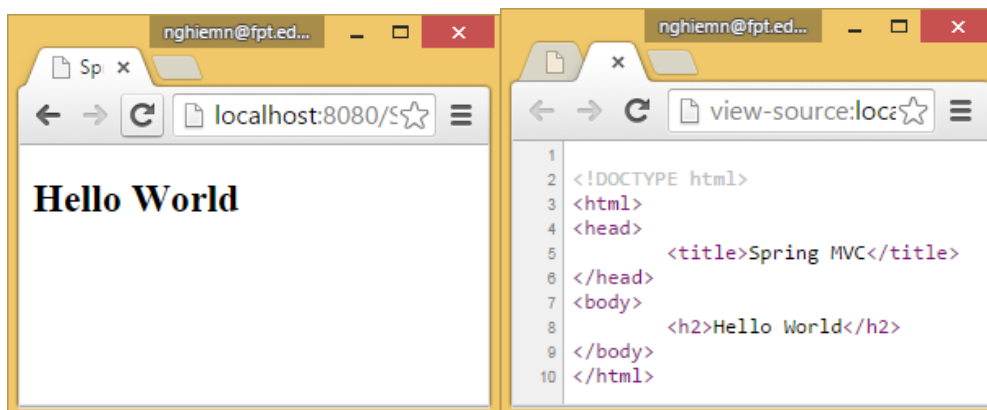 nghiemn@fpt.ed...
Sp
localhost:8080/S
Hello World
nghiemn@fpt.ed...
view-source:loca
1
2 <!DOCTYPE html>
3 <html>
4 <head>
5 <title>Spring MVC</title>
6 </head>
7 <body>
8 <h2>Hello World</h2>
9 </body>
10 </html>